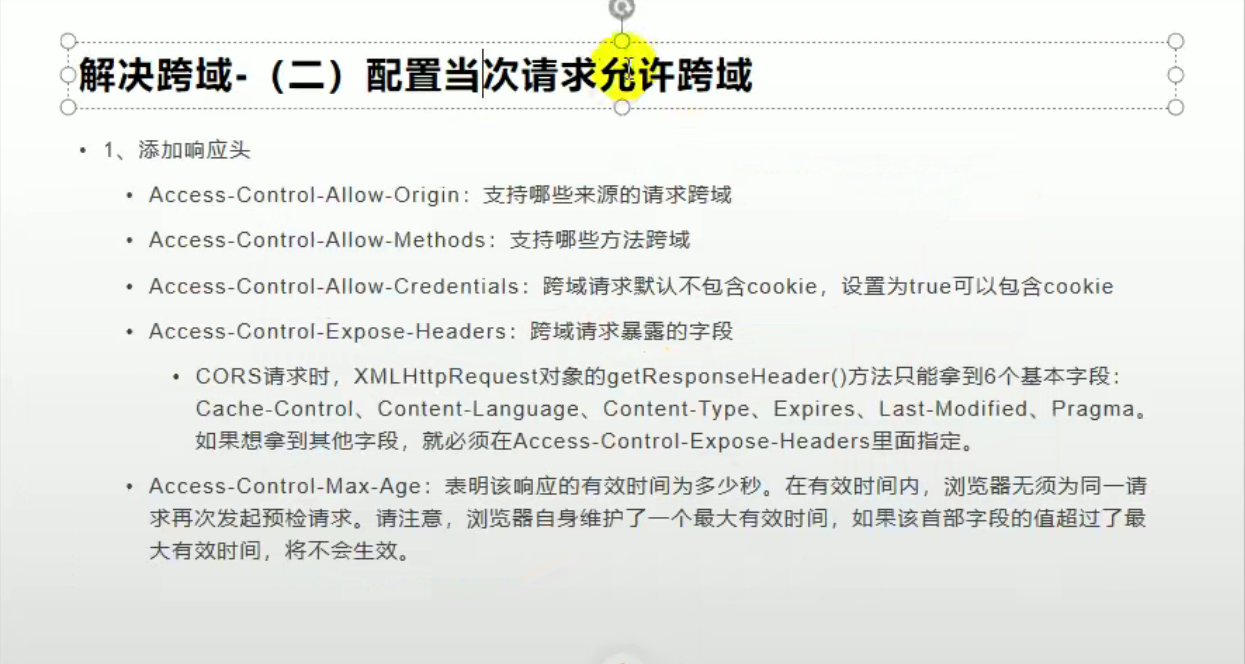 解决跨域-（二）配置当次请求允许跨域
• 1、添加响应头
• Access-Control-Allow-Origin：支持哪些来源的请求跨域
• Access-Control-Allow-Methods：支持哪些方法跨域
• Access-Control-Allow-Credentials：跨域请求默认不包含cookie，设置为true可以包含cookie
• Access-Control-Expose-Headers：跨域请求暴露的字段
• CORS请求时，XMLHttpRequest对象的getResponseHeader()方法只能拿到6个基本字段：
Cache-Control、Content-Language、Content-Type、Expires、Last-Modified、Pragma。
如果想拿到其他字段，就必须在Access-Control-Expose-Headers里面指定。
• Access-Control-Max-Age：表明该响应的有效时间为多少秒。在有效时间内，浏览器无须为同一请
求再次发起预检请求。请注意，浏览器自身维护了一个最大有效时间，如果该首部字段的值超过了最
大有效时间，将不会生效。